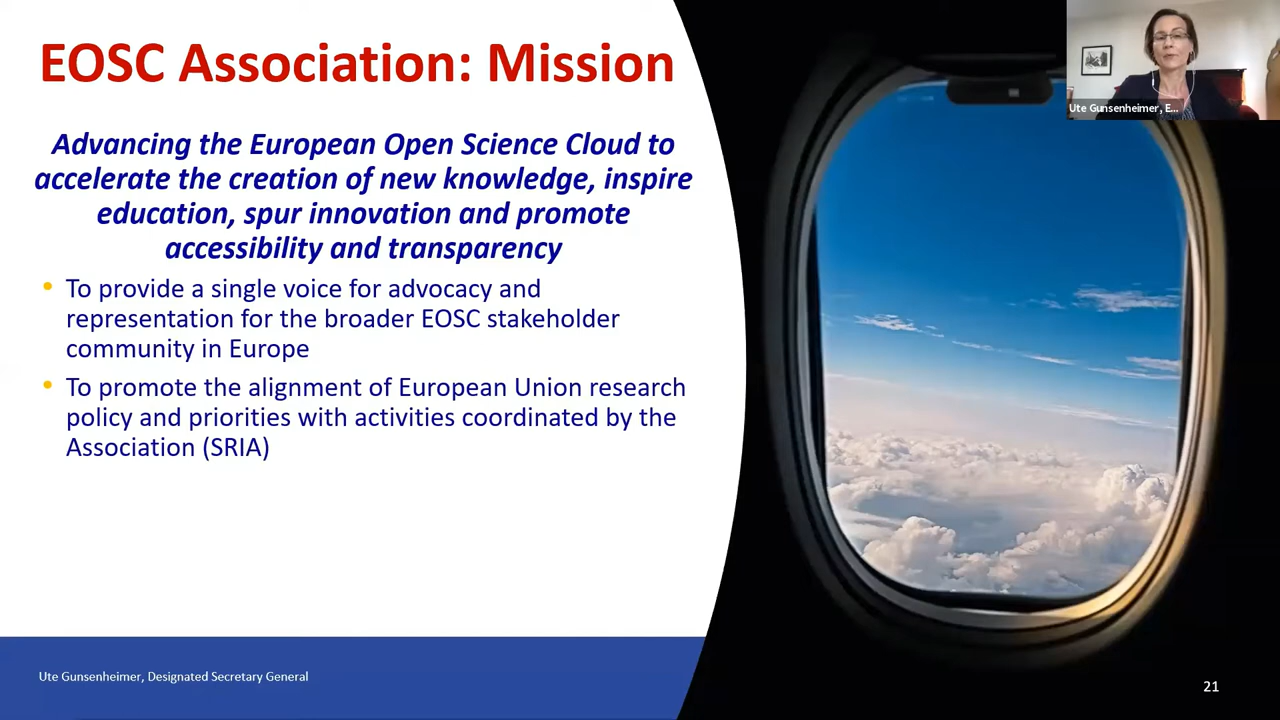 EOSC Association: Mission
Advancing the European Open Science Cloud to
accelerate the creation of new knowledge, inspire
education, spur innovation and promote
accessibility and transparency
• To provide a single voice for advocacy and
representation for the broader EOSC stakeholder
community in Europe
• To promote the alignment of European Union research
policy and priorities with activities coordinated by the
Association (SRIA)
Ute Gunsenheimer, E...
Ute Gunsenheimer, Designated Secretary General
21